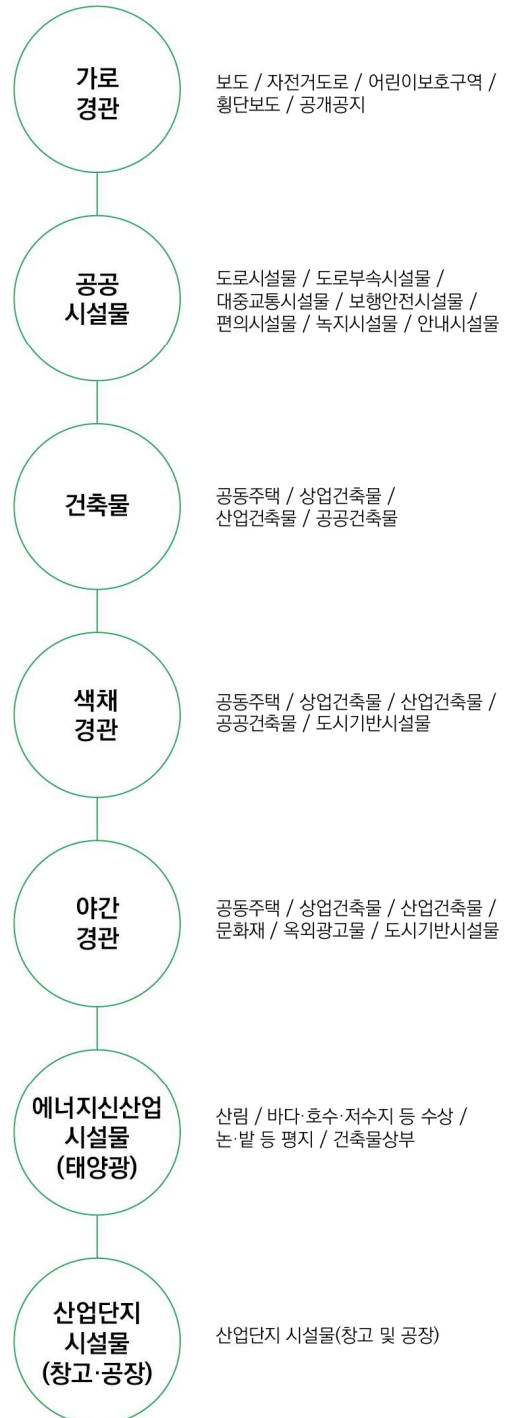 가로
경관
보도 / 자전거도로 / 어린이보호구역 /
횡단보도 / 공개공지
공공
시설물
도로시설물 / 도로부속시설물 /
대중교통시설물 / 보행안전시설물 /
편의시설물 / 녹지시설물 / 안내시설물
건축물
공동주택 / 상업건축물 /
산업건축물 / 공공건축물
색채
경관
공동주택 / 상업건축물 / 산업건축물 /
공공건축물 / 도시기반시설물
야간
경관
공동주택 / 상업건축물 / 산업건축물 /
문화재 / 옥외광고물 / 도시기반시설물
에너지신산업
시설물
(태양광)
산림 / 바다·호수·저수지 등 수상 /
논·밭 등 평지 / 건축물상부
산업단지
시설물
(창고·공장)
산업단지 시설물(창고 및 공장)